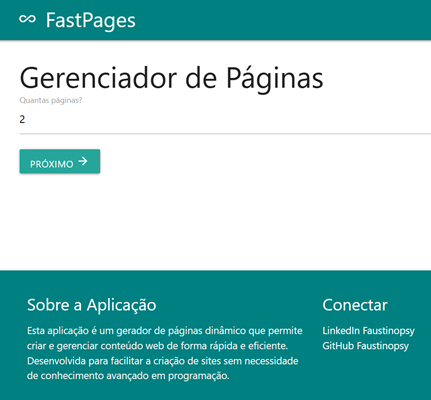 FastPages
Gerenciador de Páginas
Quantas páginas?
2
PRÓXIMO
Sobre a Aplicação
Esta aplicação é um gerador de páginas dinâmico que permite
criar e gerenciar conteúdo web de forma rápida e eficiente.
Desenvolvida para facilitar a criação de sites sem necessidade
de conhecimento avançado em programação.
Conectar
LinkedIn Faustinopsy
GitHub Faustinopsy